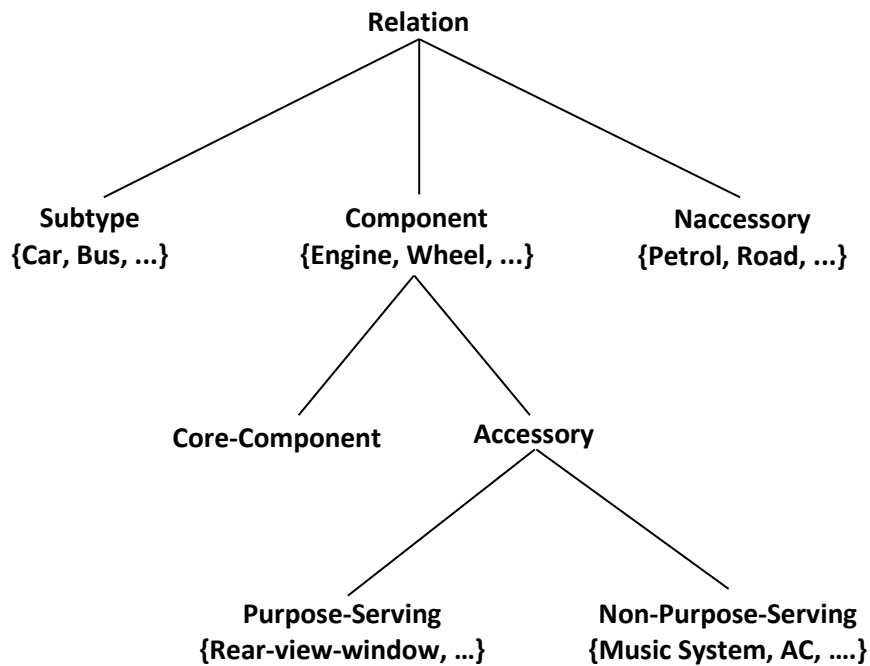 Relation
Subtype
{Car, Bus, ...}
Component
{Engine, Wheel, ...}
Naccessory
{Petrol, Road, ...}
Core-Component
Accessory
Purpose-Serving
{Rear-view-window, ...}
Non-Purpose-Serving
{Music System, AC, ....}